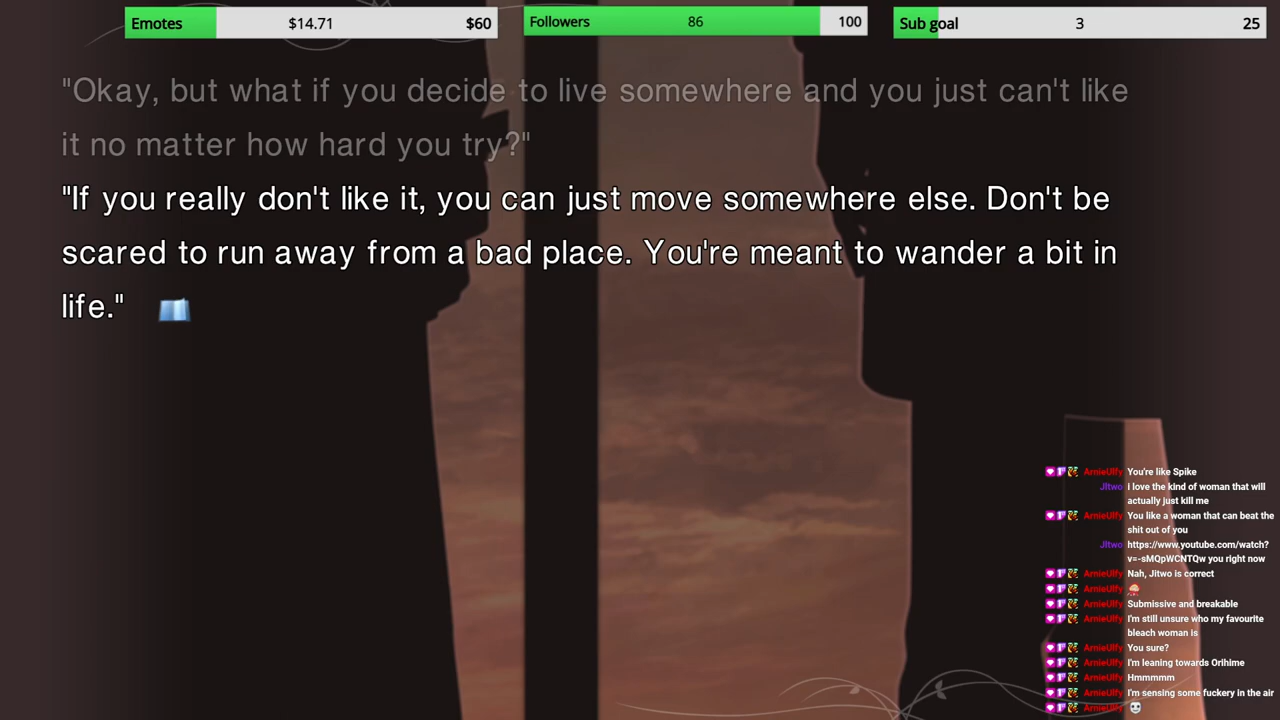 Emotes $14.71 $60
Followers 86 100
Sub goal 3 25
"Okay, but what if you decide to live somewhere and you just can't like
it no matter how hard you try?"
"If you really don't like it, you can just move somewhere else. Don't be
scared to run away from a bad place. You're meant to wander a bit in
life."
ArnieUlfy You're like Spike
Jitwo i love the kind of woman that will
actually just kill me
ArnieUlfy You like a woman that can beat the
shit out of you
Jitwo https://www.youtube.com/watch?
v=-sMQpWCNTQw you right now
ArnieUlfy Nah, Jitwo is correct
ArnieUlfy
ArnieUlfy Submissive and breakable
ArnieUlfy I'm still unsure who my favourite
bleach woman is
ArnieUlfy You sure?
ArnieUlfy I'm leaning towards Orihime
ArnieUlfy Hmmmmm
ArnieUlfy I'm sensing some fuckery in the air
ArnieUlfy